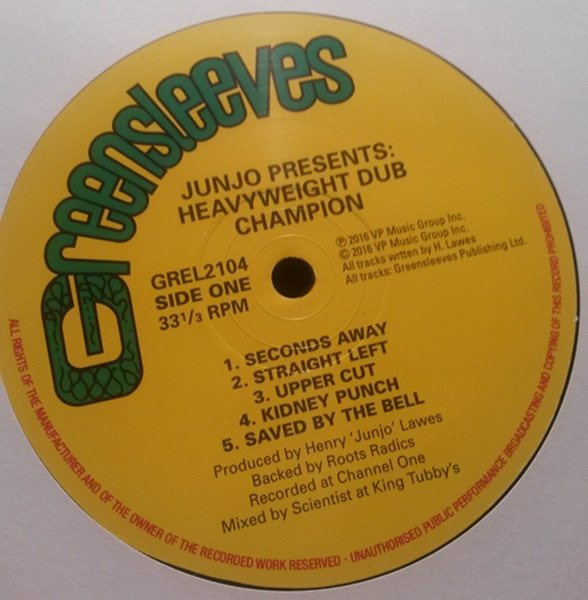 Greensleeves
JUNJO PRESENTS:
HEAVYWEIGHT DUB
CHAMPION
GREL2104
SIDE ONE
33 1/3 RPM
℗2016 VP Music Group Inc.
©2016 VP Music Group Inc.
All tracks wrtten by H. Lawes
All tracks: Greensleeves Publishing Ltd.
1. SECONDS AWAY
2. STRAIGHT LEFT
3. UPPER CUT
4. KIDNEY PUNCH
5. SAVED BY THE BELL
Produced by Henry 'Junjo' Lawes
Backed by Roots Radics
Recorded at Channel One
Mixed by Scientist at King Tubby's
ALL RIGHTS OF THE MANUFACTURER AND OF THE OWNER OF THE RECORDED WORK RESERVED - UNAUTHORISED PUBLIC PERFORMANCE BROADCASTING AND COPYING OF THIS RECORD PROHIBITED